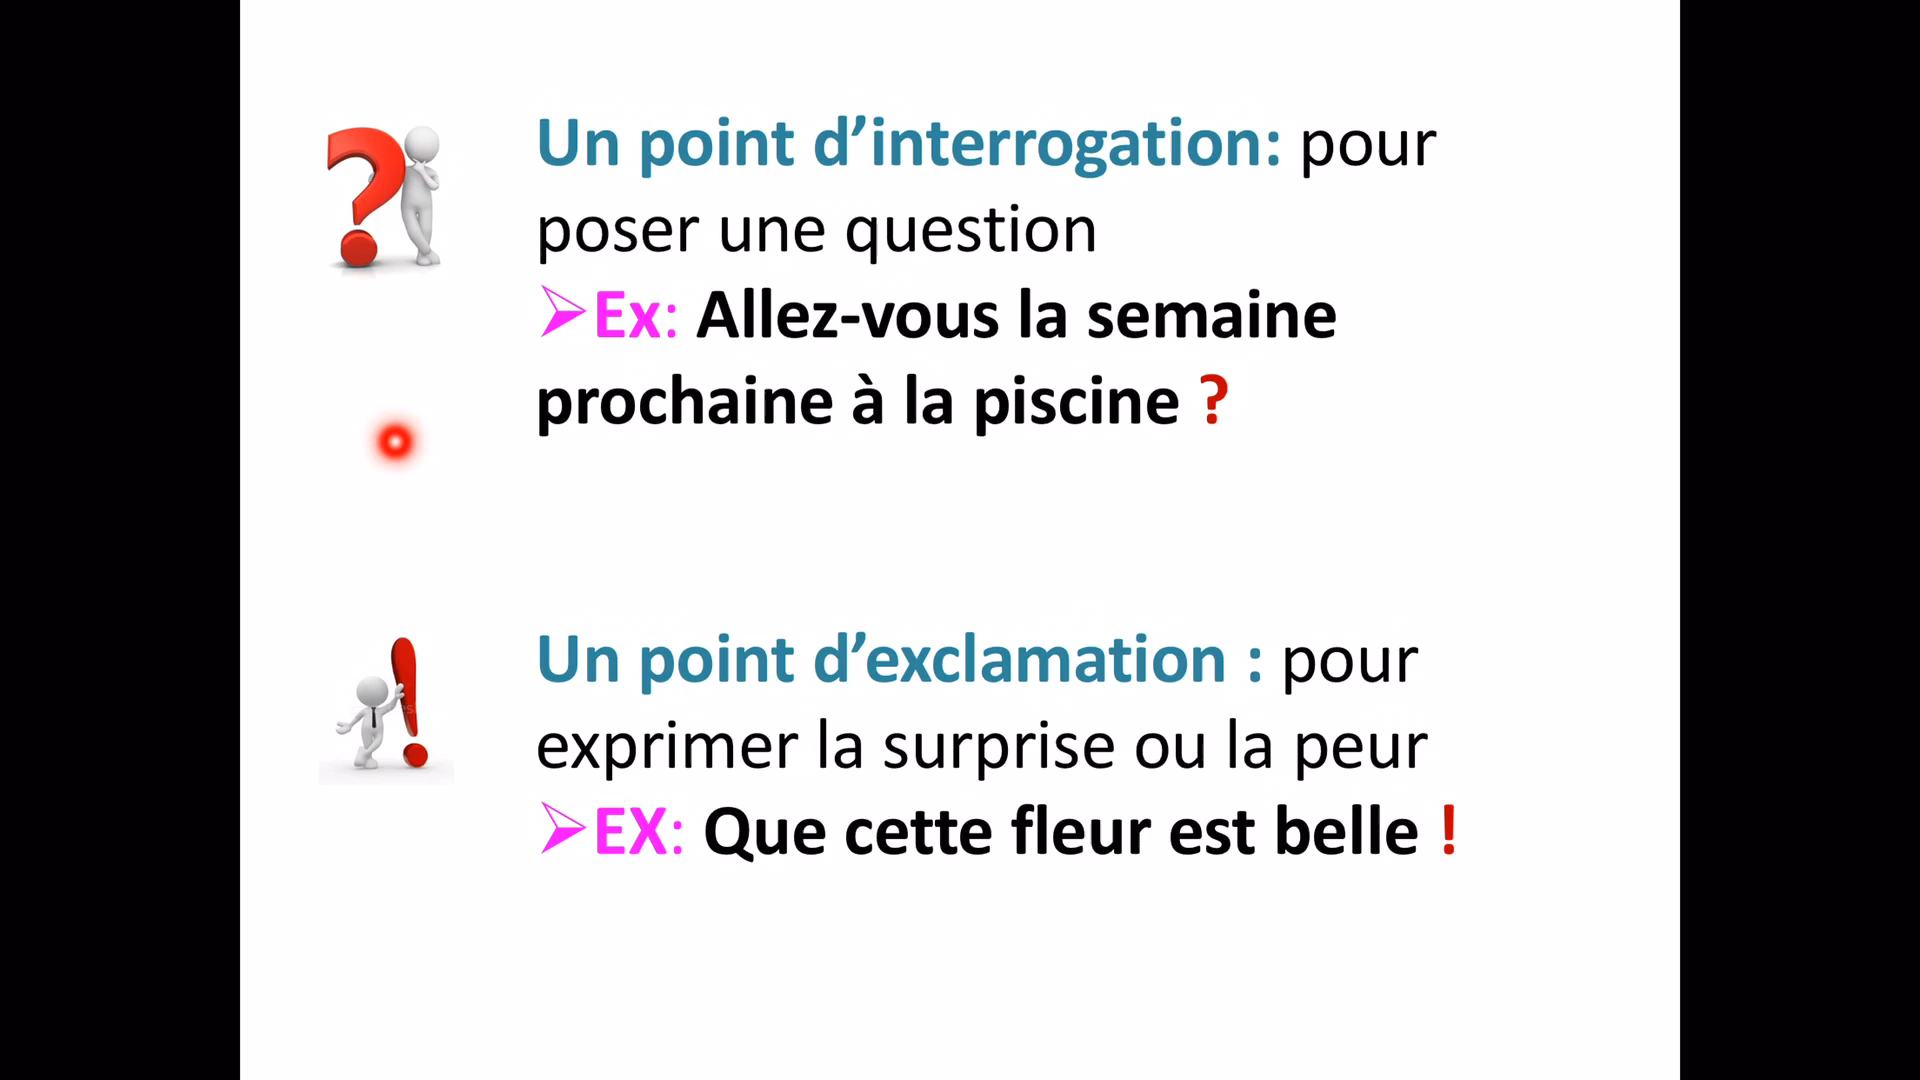 Un point d’interrogation: pour
poser une question
➢Ex: Allez-vous la semaine
prochaine à la piscine ?
Un point d’exclamation : pour
exprimer la surprise ou la peur
➢EX: Que cette fleur est belle !